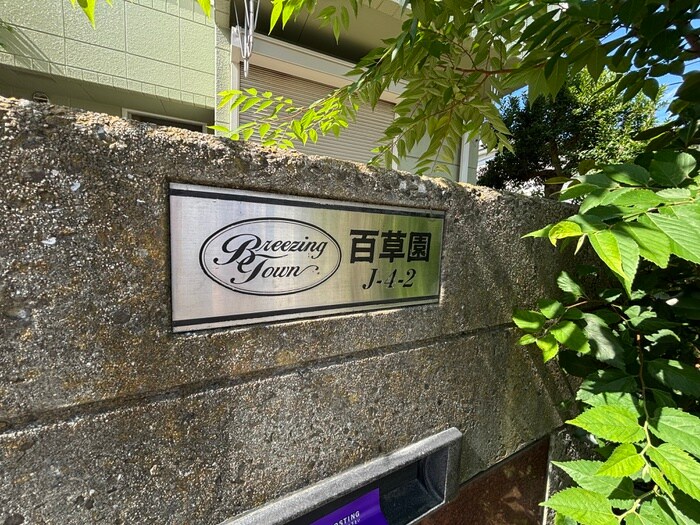 Breezing
Town
百草園
J-4-2